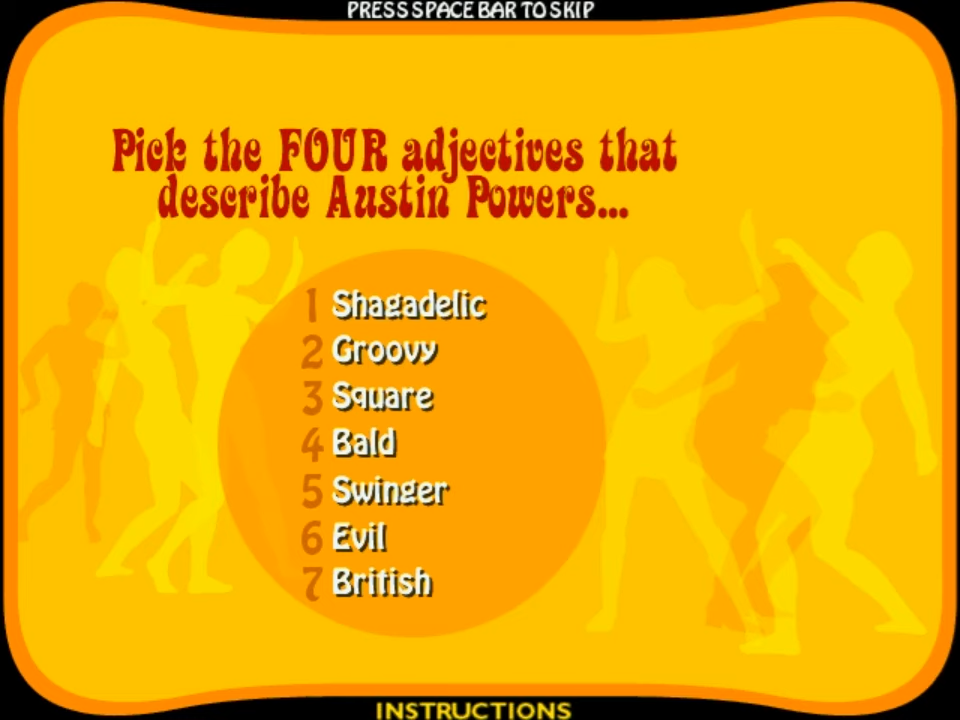 PRESS SPACE BAR TO SKIP
Pick the FOUR adjectives that
describe Austin Powers...
1 Shagadelic
2 Groovy
3 Square
4 Bald
5 Swinger
6 Evil
7 British
INSTRUCTIONS